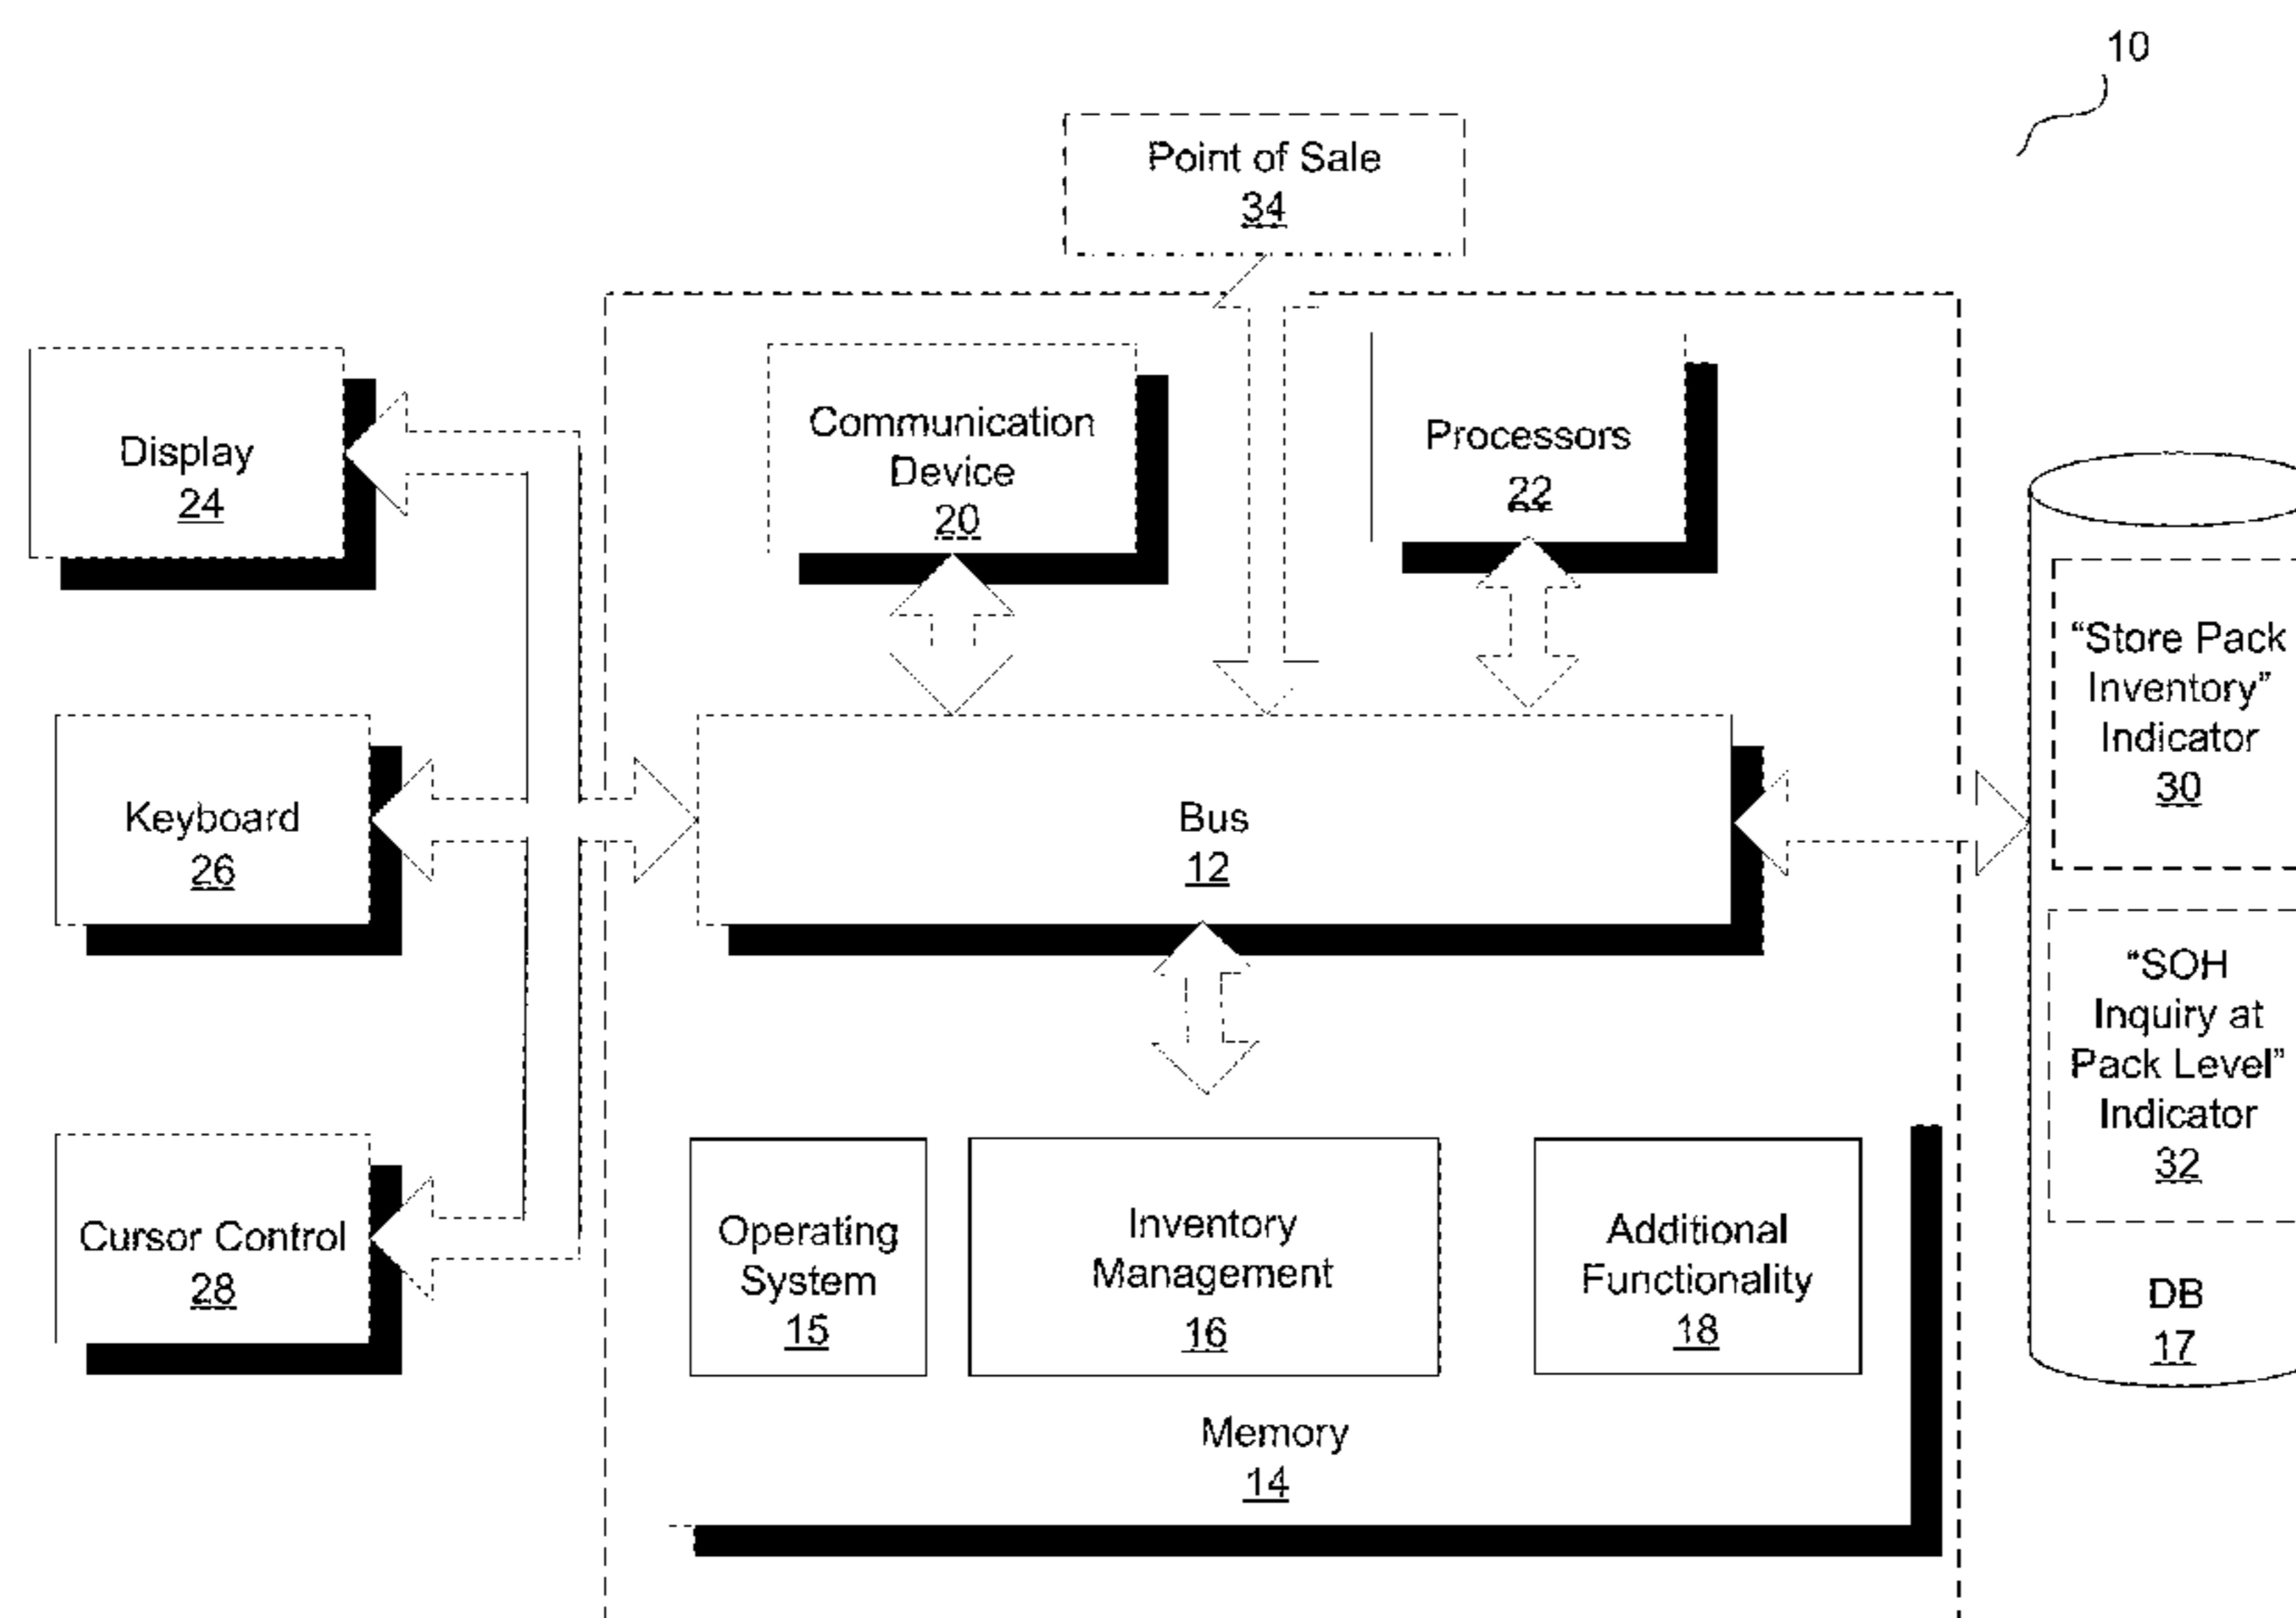 10
Point of Sale
34
Display
24
Communication
Device
20
Processors
22
"Store Pack
Inventory"
Indicator
30
Keyboard
26
Bus
12
"SOH
Inquiry at
Pack Level"
Indicator
32
Cursor Control
28
Operating
System
15
Inventory
Management
16
Additional
Functionality
18
DB
17
Memory
14